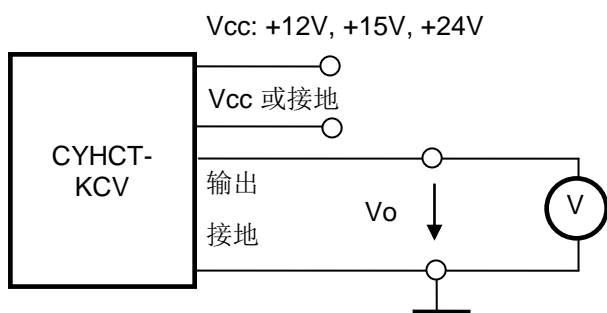 Vcc: +12V, +15V, +24V
Vcc 或接地
CYHCT-
KCV
输出
Vo
V
接地